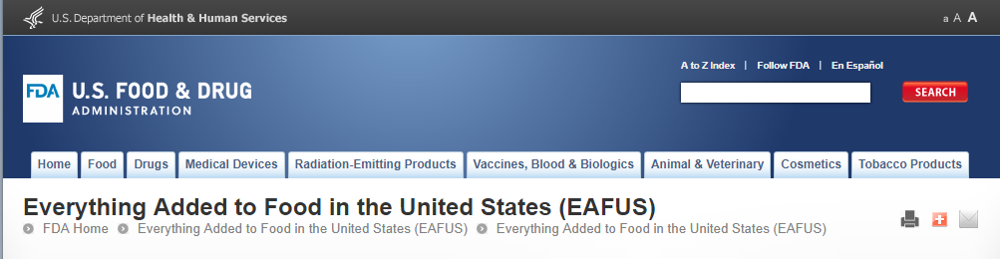 U.S. Department of Health & Human Services
a A A
A to Z Index | Follow FDA | En Español
FDA U.S. FOOD & DRUG
ADMINISTRATION
SEARCH
Home Food Drugs Medical Devices Radiation-Emitting Products Vaccines, Blood & Biologics Animal & Veterinary Cosmetics Tobacco Products
Everything Added to Food in the United States (EAFUS)
FDA Home Everything Added to Food in the United States (EAFUS) Everything Added to Food in the United States (EAFUS)